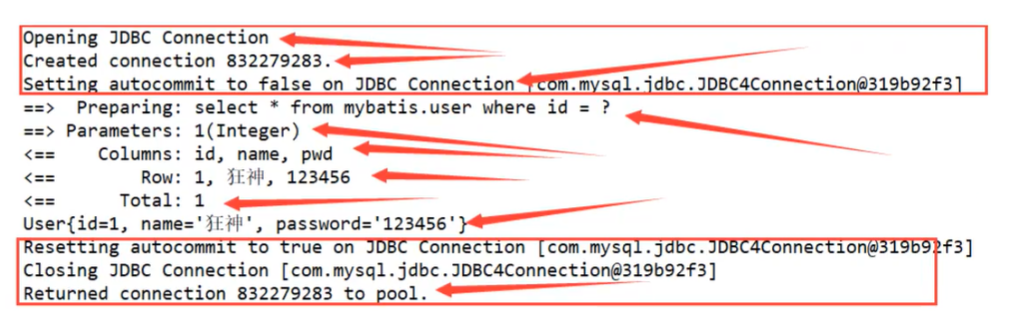 Opening JDBC Connection
Created connection 832279283.
Setting autocommit to false on JDBC Connection [com.mysql.jdbc.JDBC4Connection@319b92f3]
==>  Preparing: select * from mybatis.user where id = ?
==> Parameters: 1(Integer)
<==    Columns: id, name, pwd
<==        Row: 1, 狂神, 123456
<==      Total: 1
User{id=1, name='狂神', password='123456'}
Resetting autocommit to true on JDBC Connection [com.mysql.jdbc.JDBC4Connection@319b92f3]
Closing JDBC Connection [com.mysql.jdbc.JDBC4Connection@319b92f3]
Returned connection 832279283 to pool.